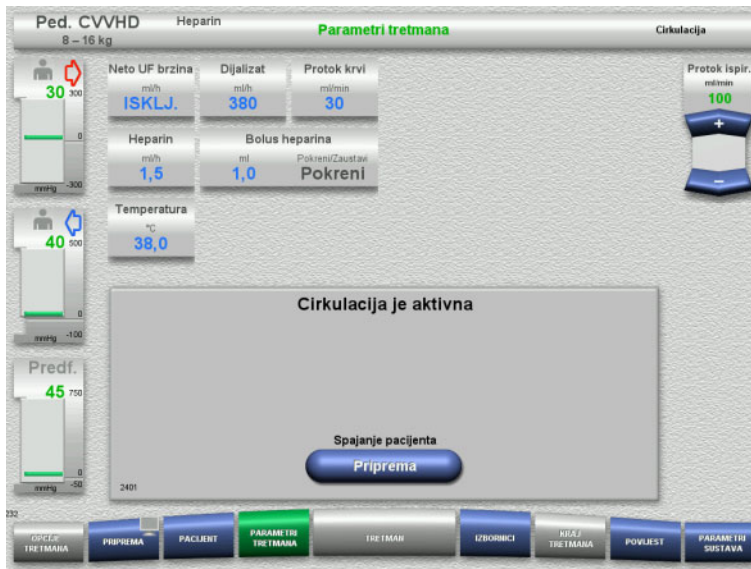 Ped. CVVHD Heparin Parametri tretmana Cirkulacija
8 – 16 kg
30 300
0
mmHg -300
Neto UF brzina
ml/h
ISKLJ.
Dijalizat
ml/h
380
Protok krvi
ml/min
30
Protok ispir.
ml/min
100
+
–
Heparin
ml/h
1,5
Bolus heparina
ml Pokreni/Zaustavi
1,0 Pokreni
Temperatura
°C
38,0
40 500
0
mmHg -100
Predf.
45 750
0
mmHg -50
Cirkulacija je aktivna
Spajanje pacijenta
Priprema
2401
232
OPCIJE
TRETMANA
PRIPREMA
PACIJENT
PARAMETRI
TRETMANA
TRETMAN
IZBORNICI
KRAJ
TRETMANA
POVIJEST
PARAMETRI
SUSTAVA